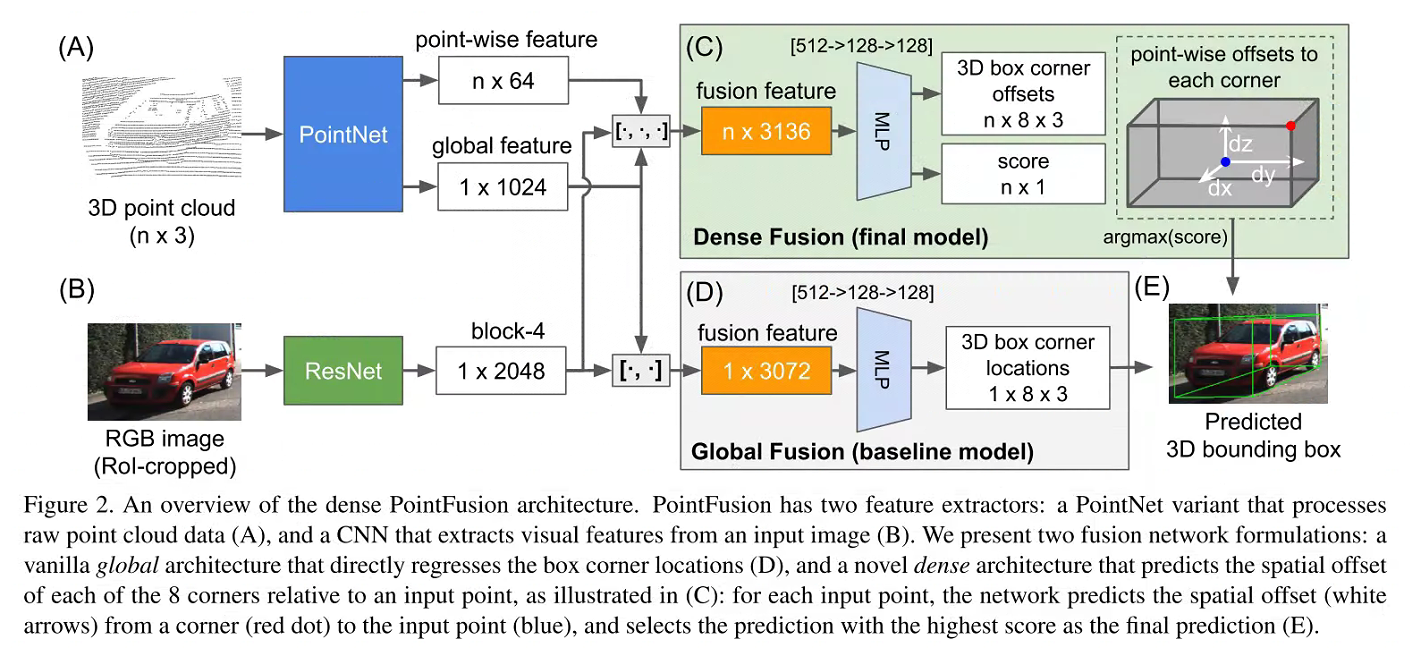 (A)
3D point cloud
(n x 3)
PointNet
point-wise feature
n x 64
global feature
1 x 1024
[·, ·, ·]
(B)
RGB image
(RoI-cropped)
ResNet
block-4
1 x 2048
[·, ·]
(C)
[512->128->128]
fusion feature
n x 3136
MLP
3D box corner
offsets
n x 8 x 3
score
n x 1
Dense Fusion (final model)
point-wise offsets to
each corner
dz
dy
dx
argmax(score)
(D)
[512->128->128]
fusion feature
1 x 3072
MLP
3D box corner
locations
1 x 8 x 3
Global Fusion (baseline model)
(E)
Predicted
3D bounding box
Figure 2. An overview of the dense PointFusion architecture. PointFusion has two feature extractors: a PointNet variant that processes
raw point cloud data (A), and a CNN that extracts visual features from an input image (B). We present two fusion network formulations: a
vanilla global architecture that directly regresses the box corner locations (D), and a novel dense architecture that predicts the spatial offset
of each of the 8 corners relative to an input point, as illustrated in (C): for each input point, the network predicts the spatial offset (white
arrows) from a corner (red dot) to the input point (blue), and selects the prediction with the highest score as the final prediction (E).